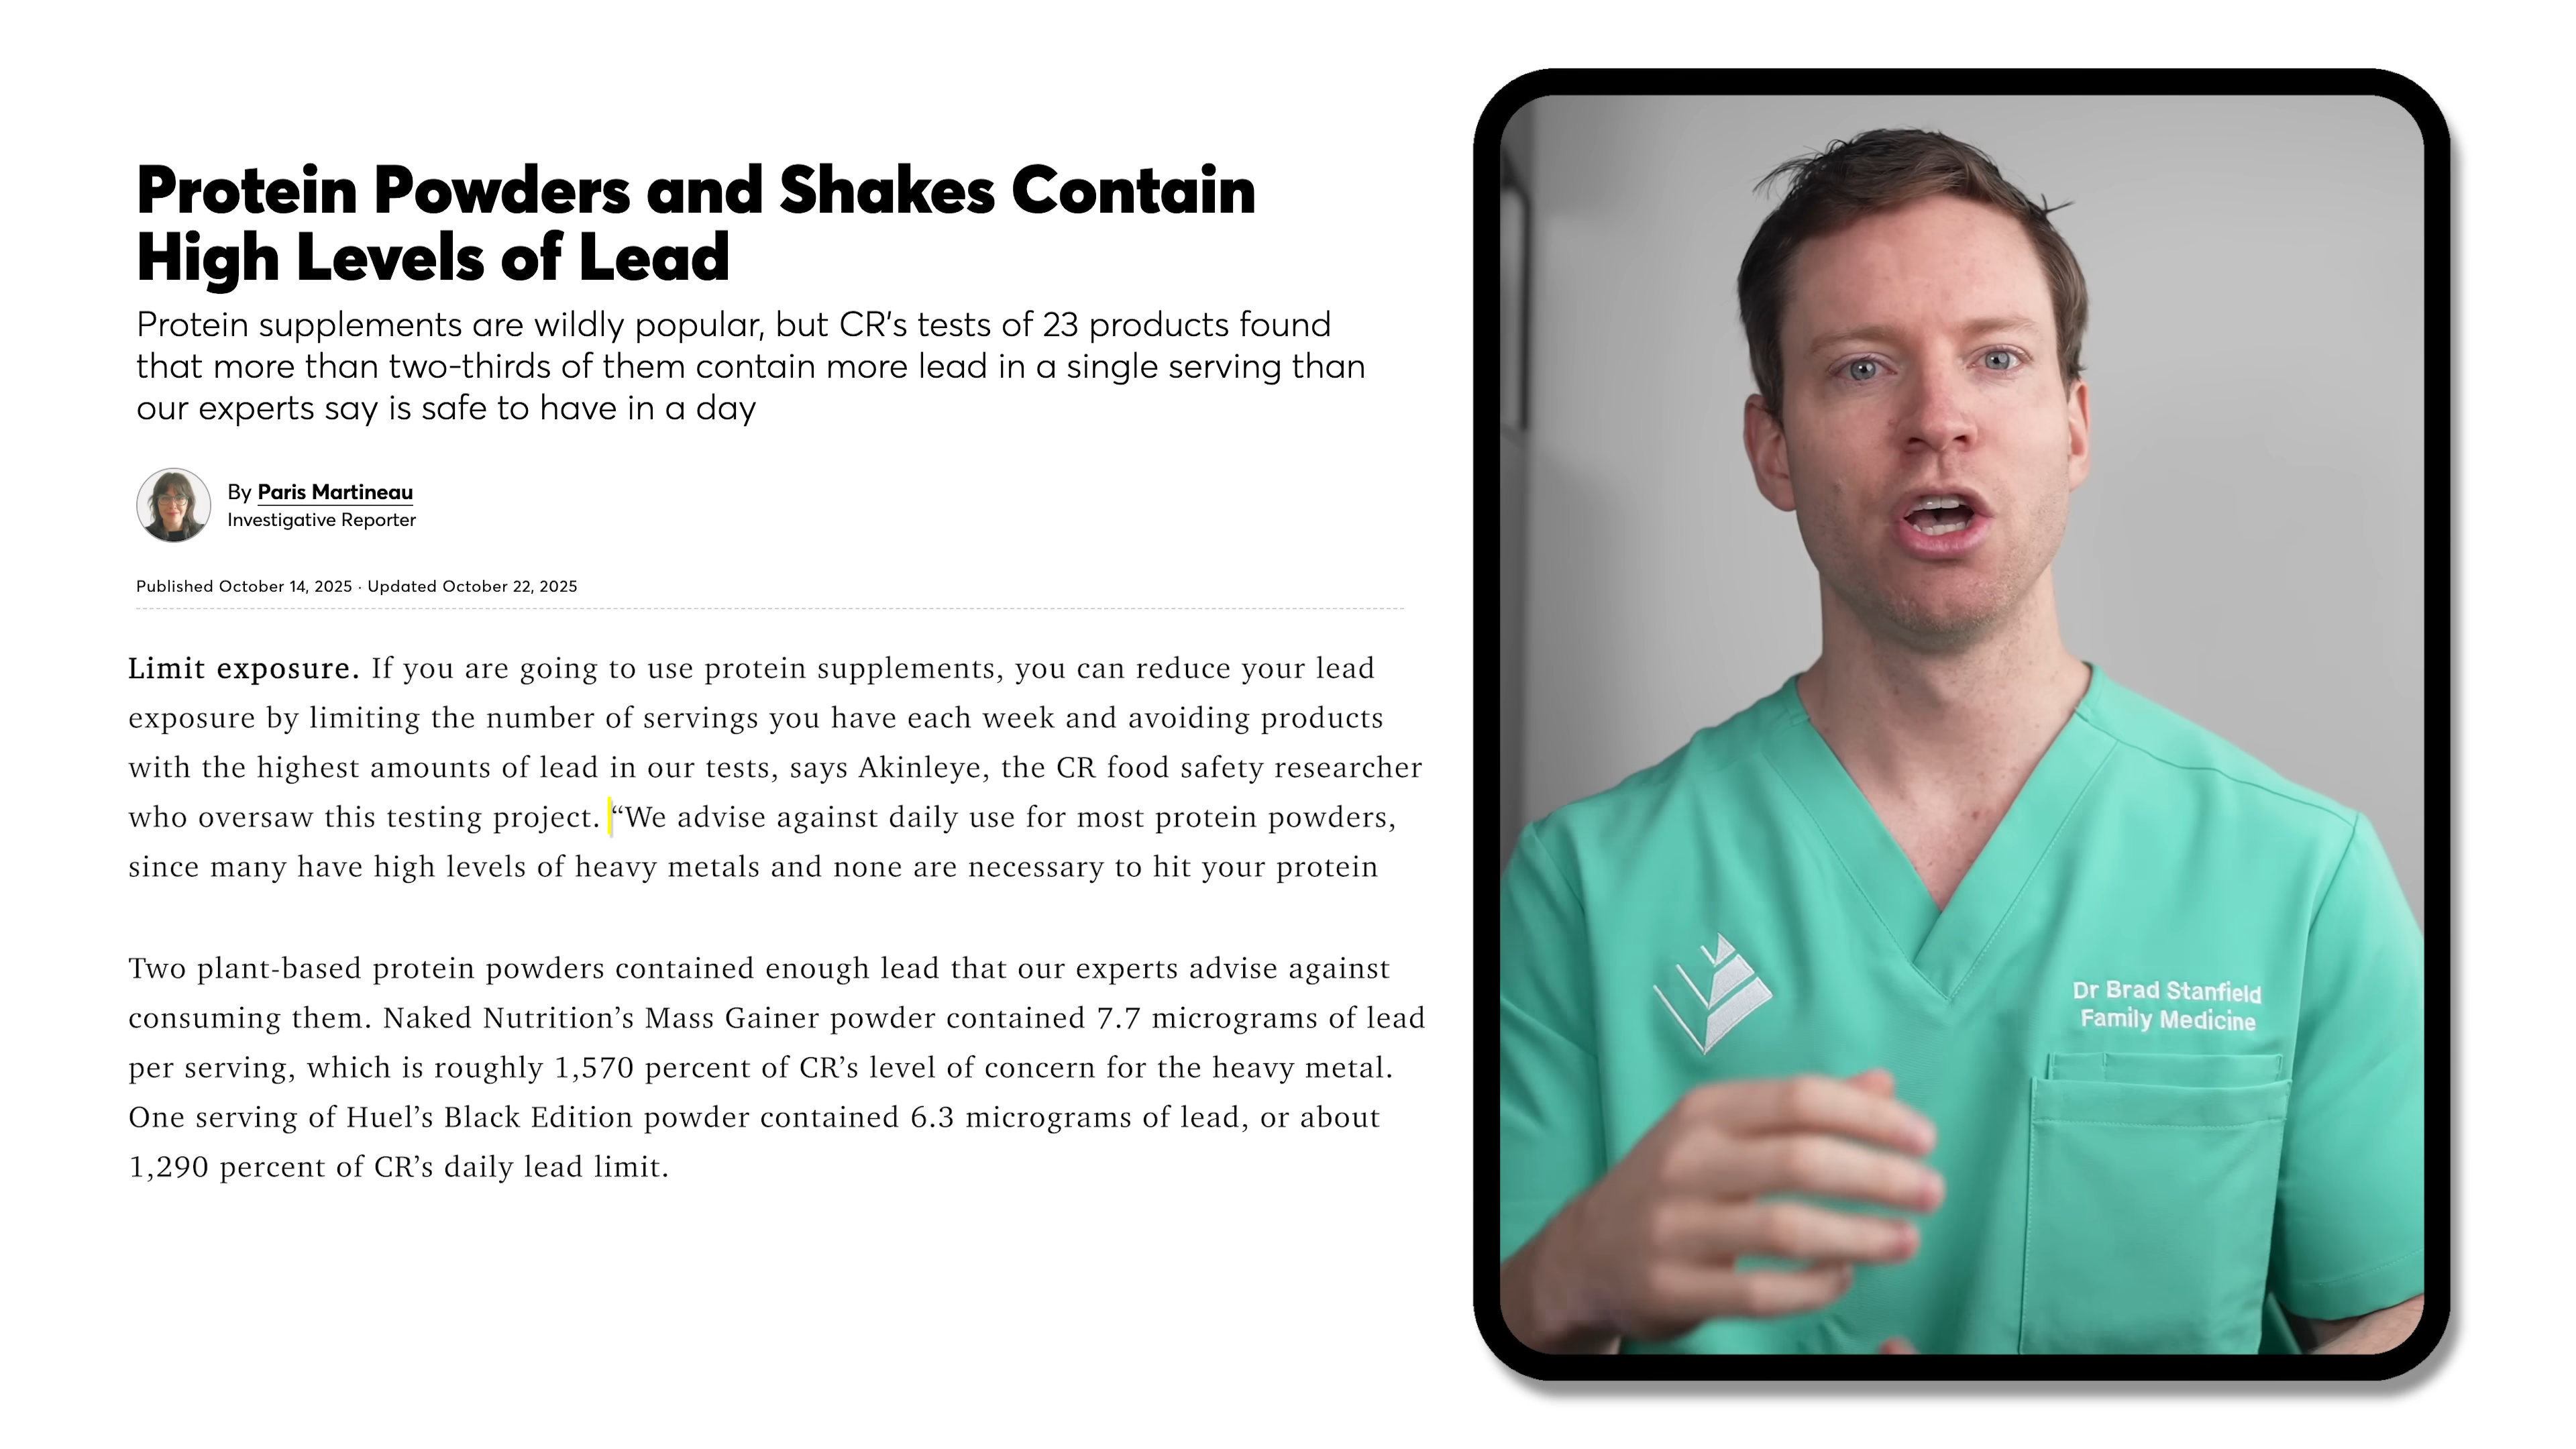 Protein Powders and Shakes Contain
High Levels of Lead
Protein supplements are wildly popular, but CR's tests of 23 products found
that more than two-thirds of them contain more lead in a single serving than
our experts say is safe to have in a day
By Paris Martineau
Investigative Reporter
Published October 14, 2025 · Updated October 22, 2025
Limit exposure. If you are going to use protein supplements, you can reduce your lead
exposure by limiting the number of servings you have each week and avoiding products
with the highest amounts of lead in our tests, says Akinleye, the CR food safety researcher
who oversaw this testing project. “We advise against daily use for most protein powders,
since many have high levels of heavy metals and none are necessary to hit your protein
Two plant-based protein powders contained enough lead that our experts advise against
consuming them. Naked Nutrition’s Mass Gainer powder contained 7.7 micrograms of lead
per serving, which is roughly 1,570 percent of CR’s level of concern for the heavy metal.
One serving of Huel’s Black Edition powder contained 6.3 micrograms of lead, or about
1,290 percent of CR’s daily lead limit.
Dr Brad Stanfield
Family Medicine